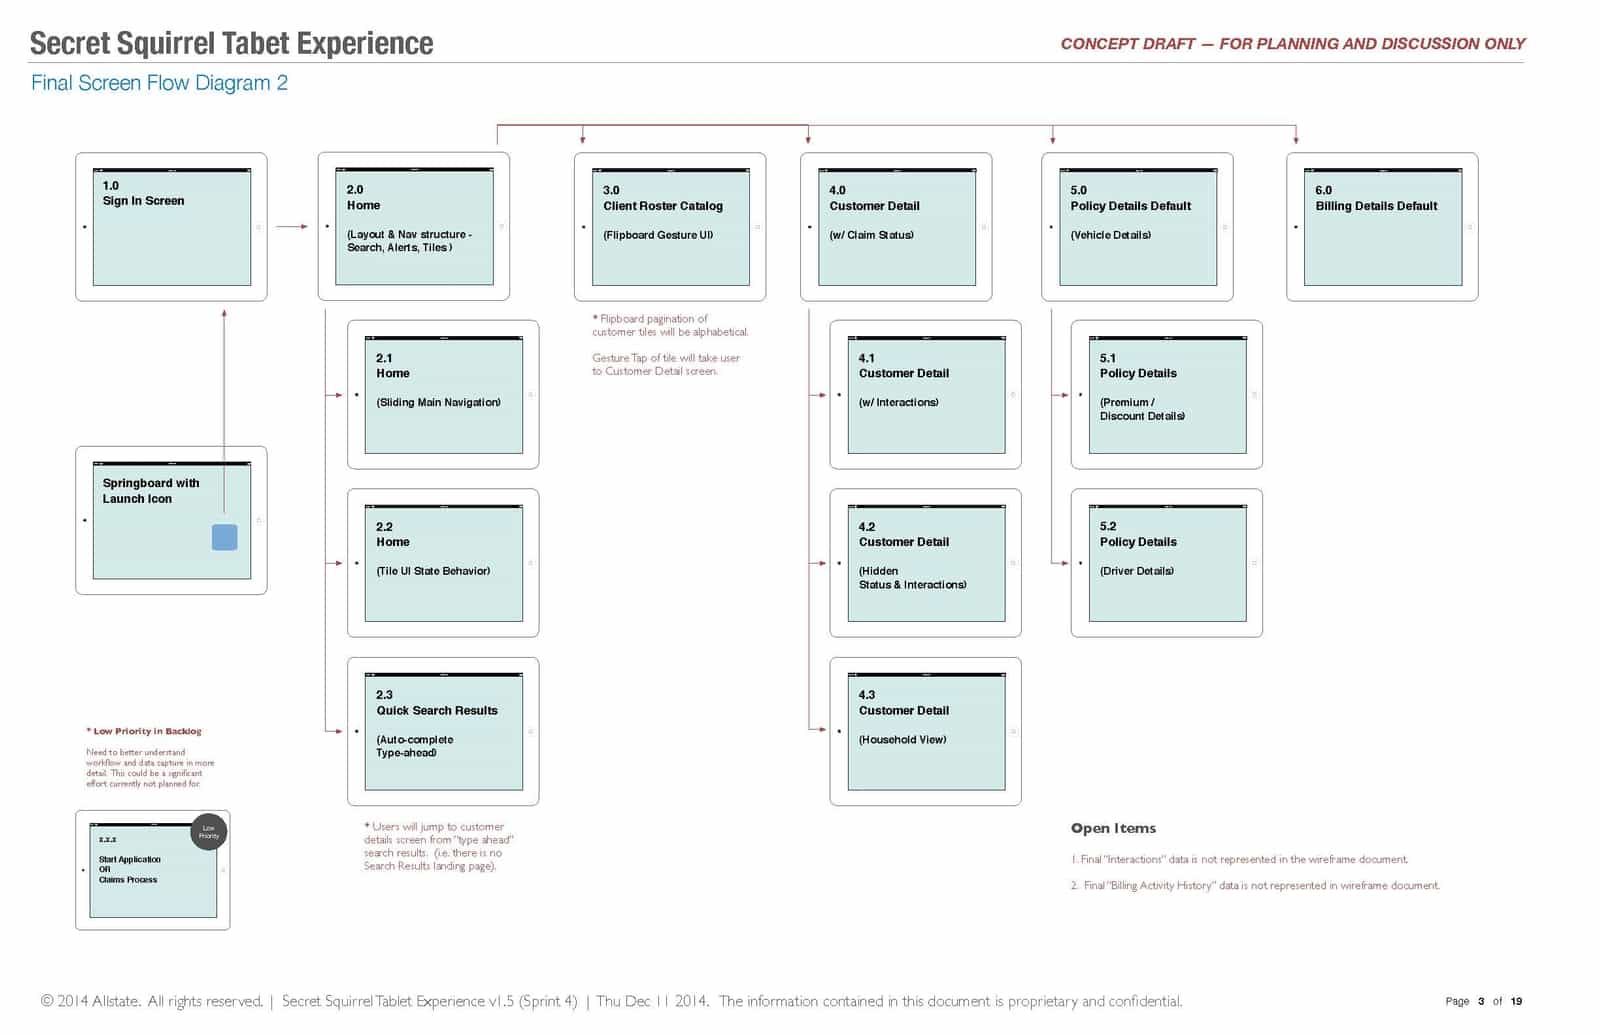 Secret Squirrel Tabet Experience
CONCEPT DRAFT — FOR PLANNING AND DISCUSSION ONLY
Final Screen Flow Diagram 2
1.0
Sign In Screen
2.0
Home
(Layout & Nav structure -
Search, Alerts, Tiles )
3.0
Client Roster Catalog
(Flipboard Gesture UI)
4.0
Customer Detail
(w/ Claim Status)
5.0
Policy Details Default
(Vehicle Details)
6.0
Billing Details Default
* Flipboard pagination of
customer tiles will be alphabetical.
Gesture Tap of tile will take user
to Customer Detail screen.
2.1
Home
(Sliding Main Navigation)
4.1
Customer Detail
(w/ Interactions)
5.1
Policy Details
(Premium /
Discount Details)
Springboard with
Launch Icon
2.2
Home
(Tile UI State Behavior)
4.2
Customer Detail
(Hidden
Status & Interactions)
5.2
Policy Details
(Driver Details)
2.3
Quick Search Results
(Auto-complete
Type-ahead)
4.3
Customer Detail
(Household View)
* Low Priority in Backlog
Need to better understand
workflow and data capture in more
detail. This could be a significant
effort currently not planned for.
Low
Priority
x.x.x
Start Application
OR
Claims Process
* Users will jump to customer
details screen from "type ahead"
search results. (i.e. there is no
Search Results landing page).
Open Items
1. Final "Interactions" data is not represented in the wireframe document.
2. Final "Billing Activity History" data is not represented in wireframe document.
© 2014 Allstate. All rights reserved. | Secret Squirrel Tablet Experience v1.5 (Sprint 4) | Thu Dec 11 2014. The information contained in this document is proprietary and confidential.
Page 3 of 19